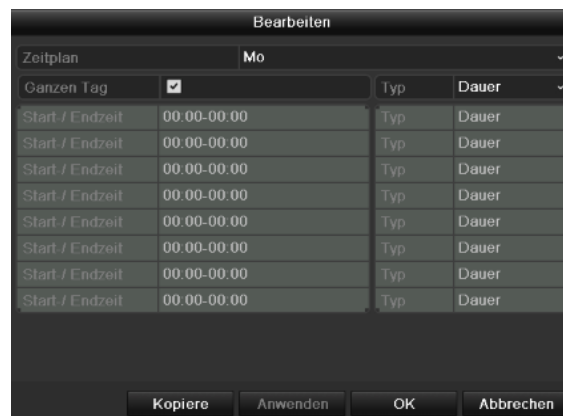 Bearbeiten
Zeitplan Mo
Ganzen Tag Typ Dauer
Start-/ Endzeit 00:00-00:00 Typ Dauer
Start-/ Endzeit 00:00-00:00 Typ Dauer
Start-/ Endzeit 00:00-00:00 Typ Dauer
Start-/ Endzeit 00:00-00:00 Typ Dauer
Start-/ Endzeit 00:00-00:00 Typ Dauer
Start-/ Endzeit 00:00-00:00 Typ Dauer
Start-/ Endzeit 00:00-00:00 Typ Dauer
Start-/ Endzeit 00:00-00:00 Typ Dauer
Kopiere Anwenden OK Abbrechen